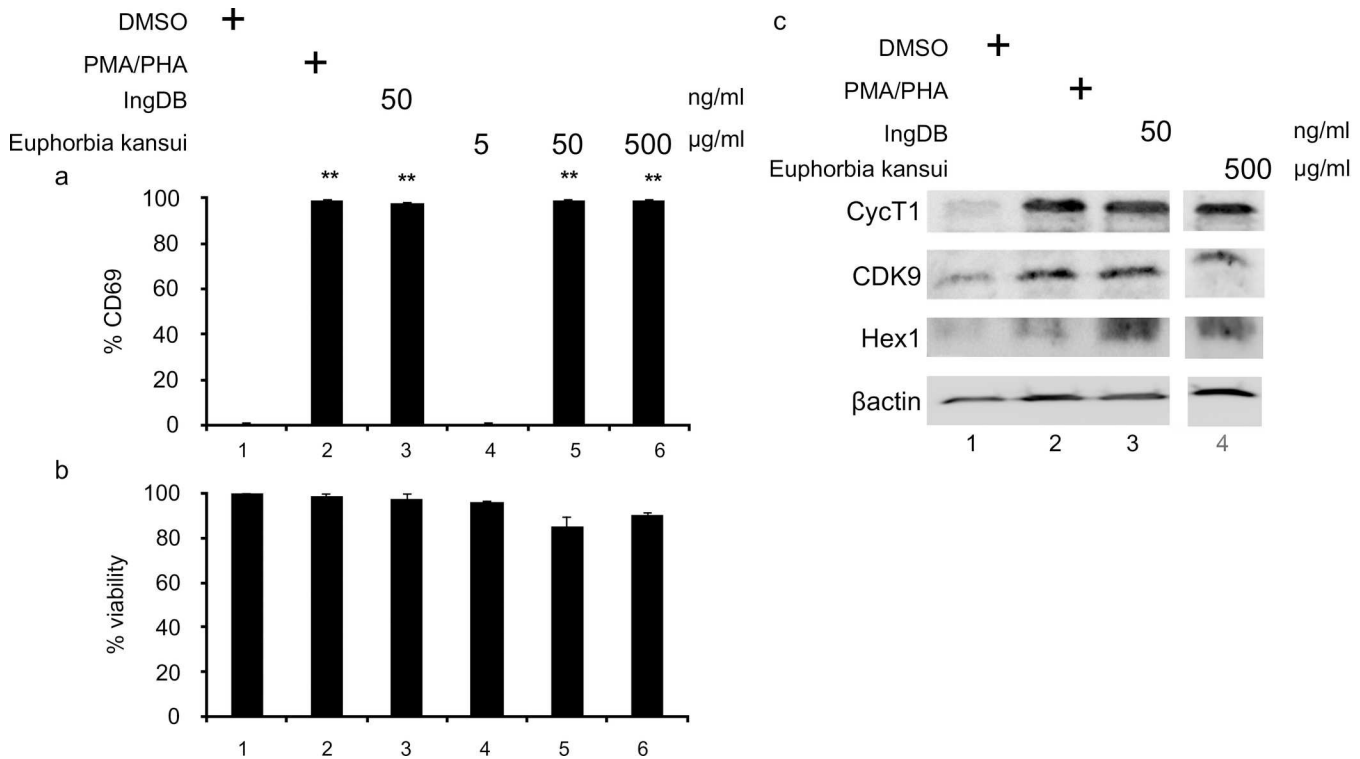 DMSO +
PMA/PHA +
IngDB 50 ng/ml
Euphorbia kansui 5 50 500 µg/ml
a
** ** ** **
100
80
60
40
20
0
% CD69
1 2 3 4 5 6
b
100
80
60
40
20
0
% viability
1 2 3 4 5 6
c
DMSO +
PMA/PHA +
IngDB 50 ng/ml
Euphorbia kansui 500 µg/ml
CycT1
CDK9
Hex1
βactin
1 2 3 4